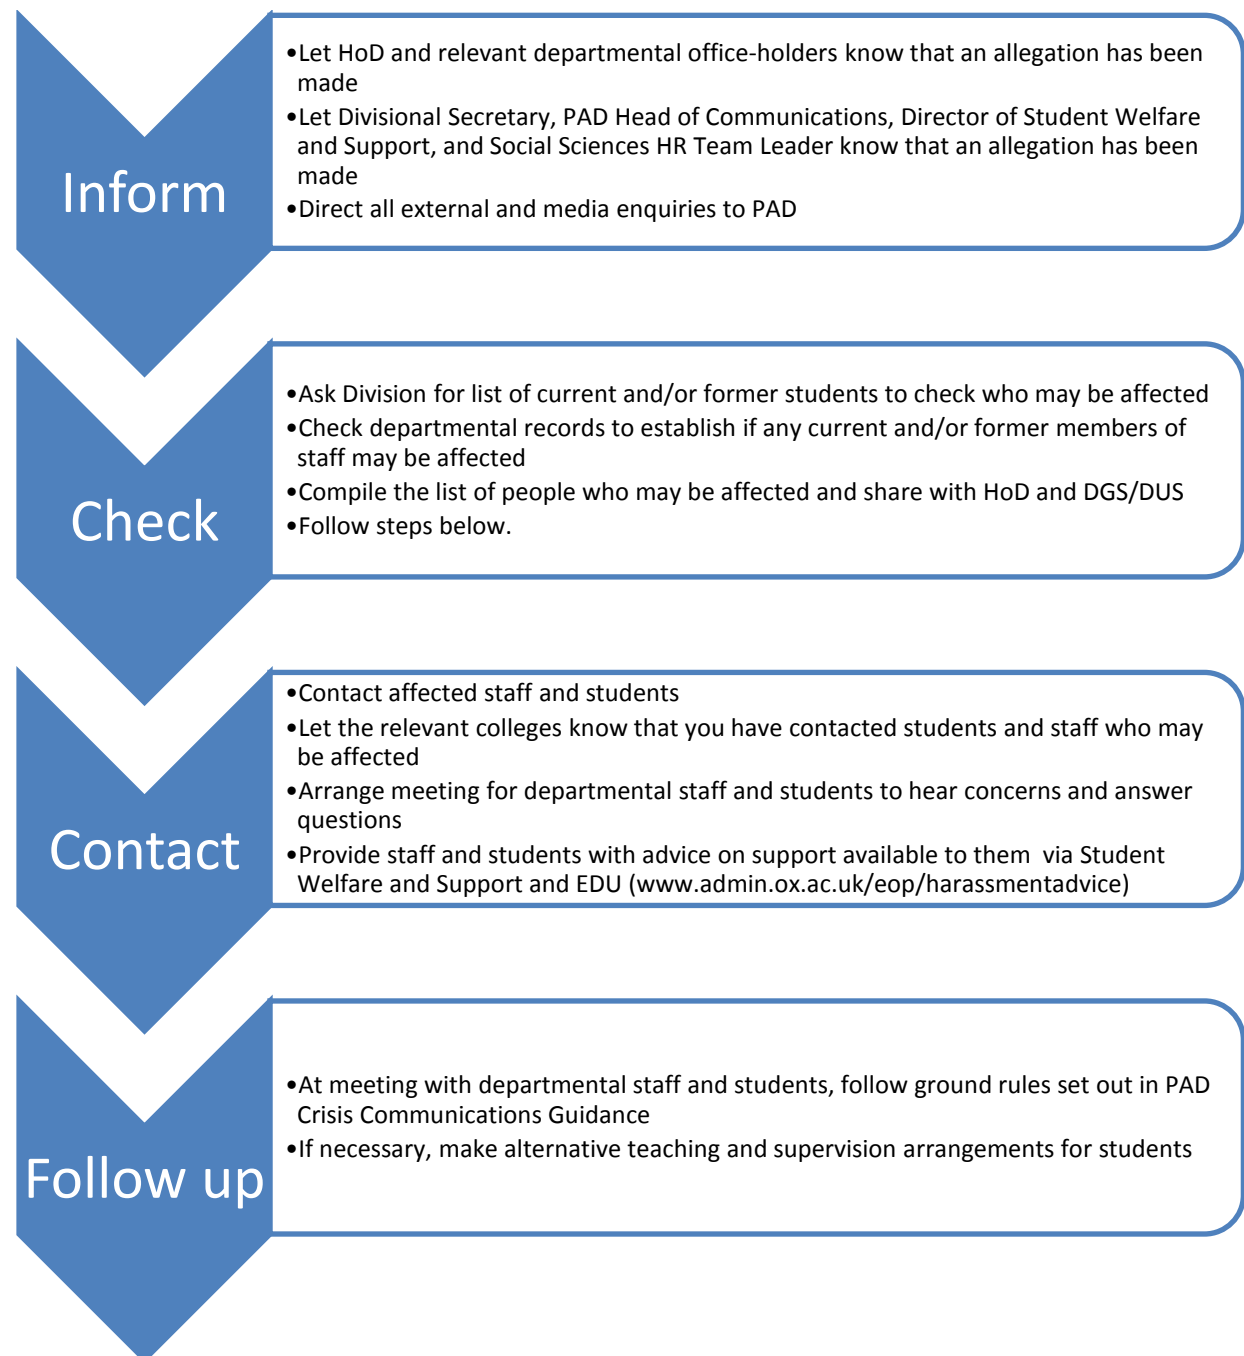 Inform
•Let HoD and relevant departmental office-holders know that an allegation has been
made
•Let Divisional Secretary, PAD Head of Communications, Director of Student Welfare
and Support, and Social Sciences HR Team Leader know that an allegation has been
made
•Direct all external and media enquiries to PAD
Check
•Ask Division for list of current and/or former students to check who may be affected
•Check departmental records to establish if any current and/or former members of
staff may be affected
•Compile the list of people who may be affected and share with HoD and DGS/DUS
•Follow steps below.
Contact
•Contact affected staff and students
•Let the relevant colleges know that you have contacted students and staff who may
be affected
•Arrange meeting for departmental staff and students to hear concerns and answer
questions
•Provide staff and students with advice on support available to them  via Student
Welfare and Support and EDU (www.admin.ox.ac.uk/eop/harassmentadvice)
Follow up
•At meeting with departmental staff and students, follow ground rules set out in PAD
Crisis Communications Guidance
•If necessary, make alternative teaching and supervision arrangements for students